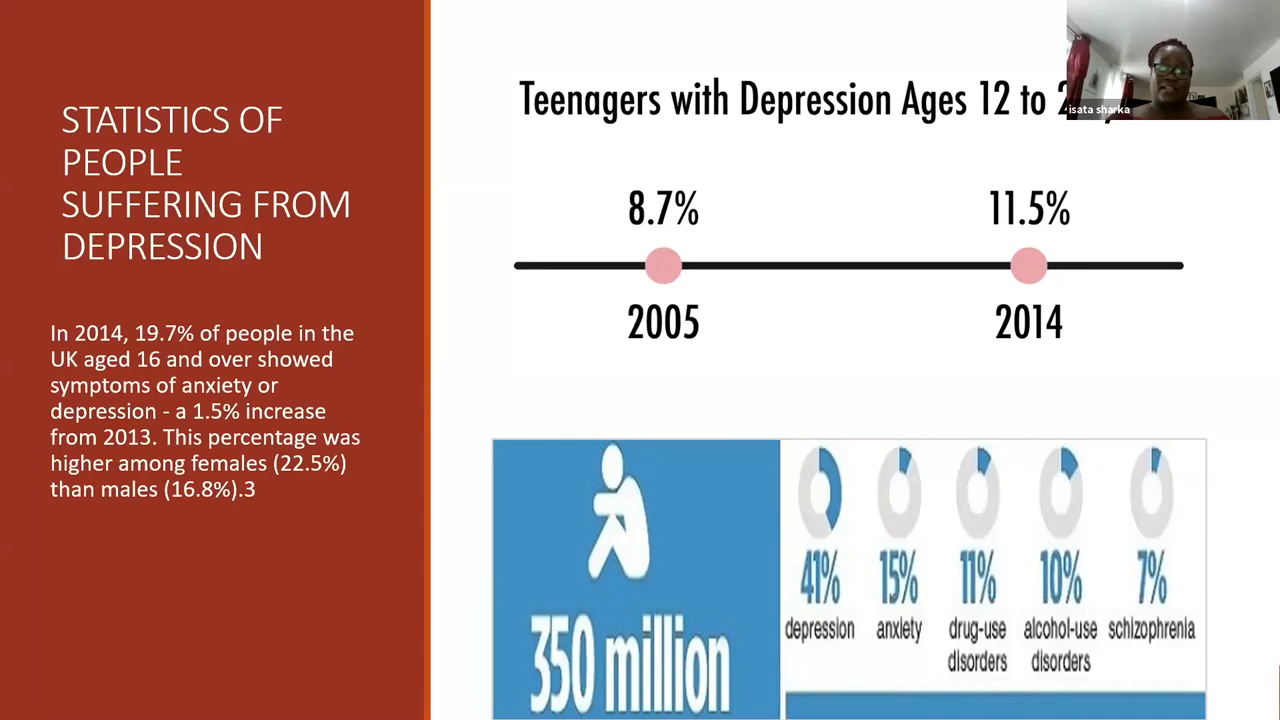 STATISTICS OF
PEOPLE
SUFFERING FROM
DEPRESSION
In 2014, 19.7% of people in the
UK aged 16 and over showed
symptoms of anxiety or
depression - a 1.5% increase
from 2013. This percentage was
higher among females (22.5%)
than males (16.8%).3
Teenagers with Depression Ages 12 to
isata sharka
8.7%
11.5%
2005
2014
350 million
41%
depression
15%
anxiety
11%
drug-use
disorders
10%
alcohol-use
disorders
7%
schizophrenia